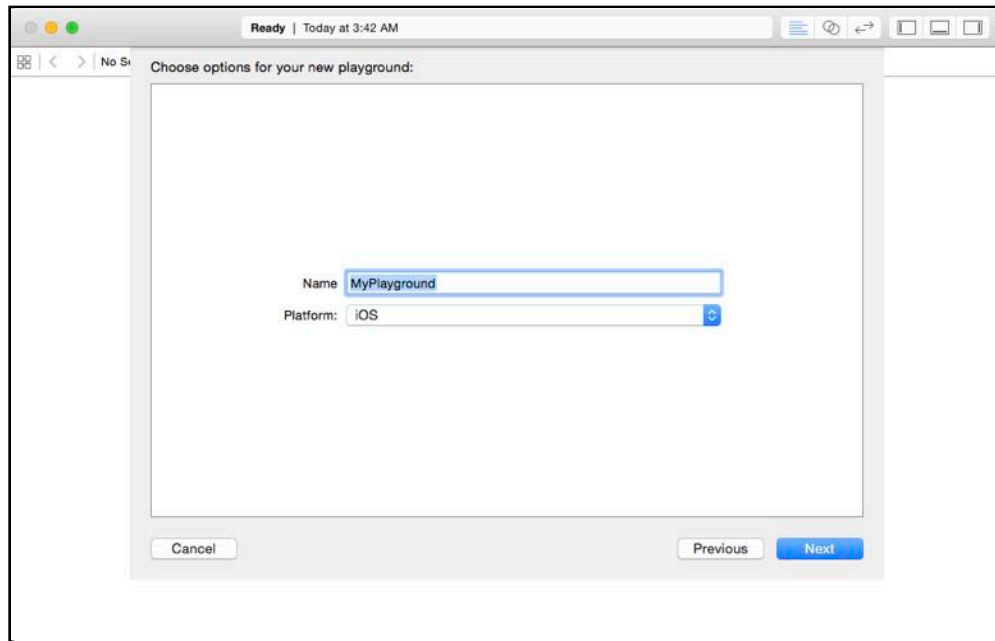 Ready | Today at 3:42 AM
No Se
Choose options for your new playground:
Name MyPlayground
Platform: iOS
Cancel Previous Next